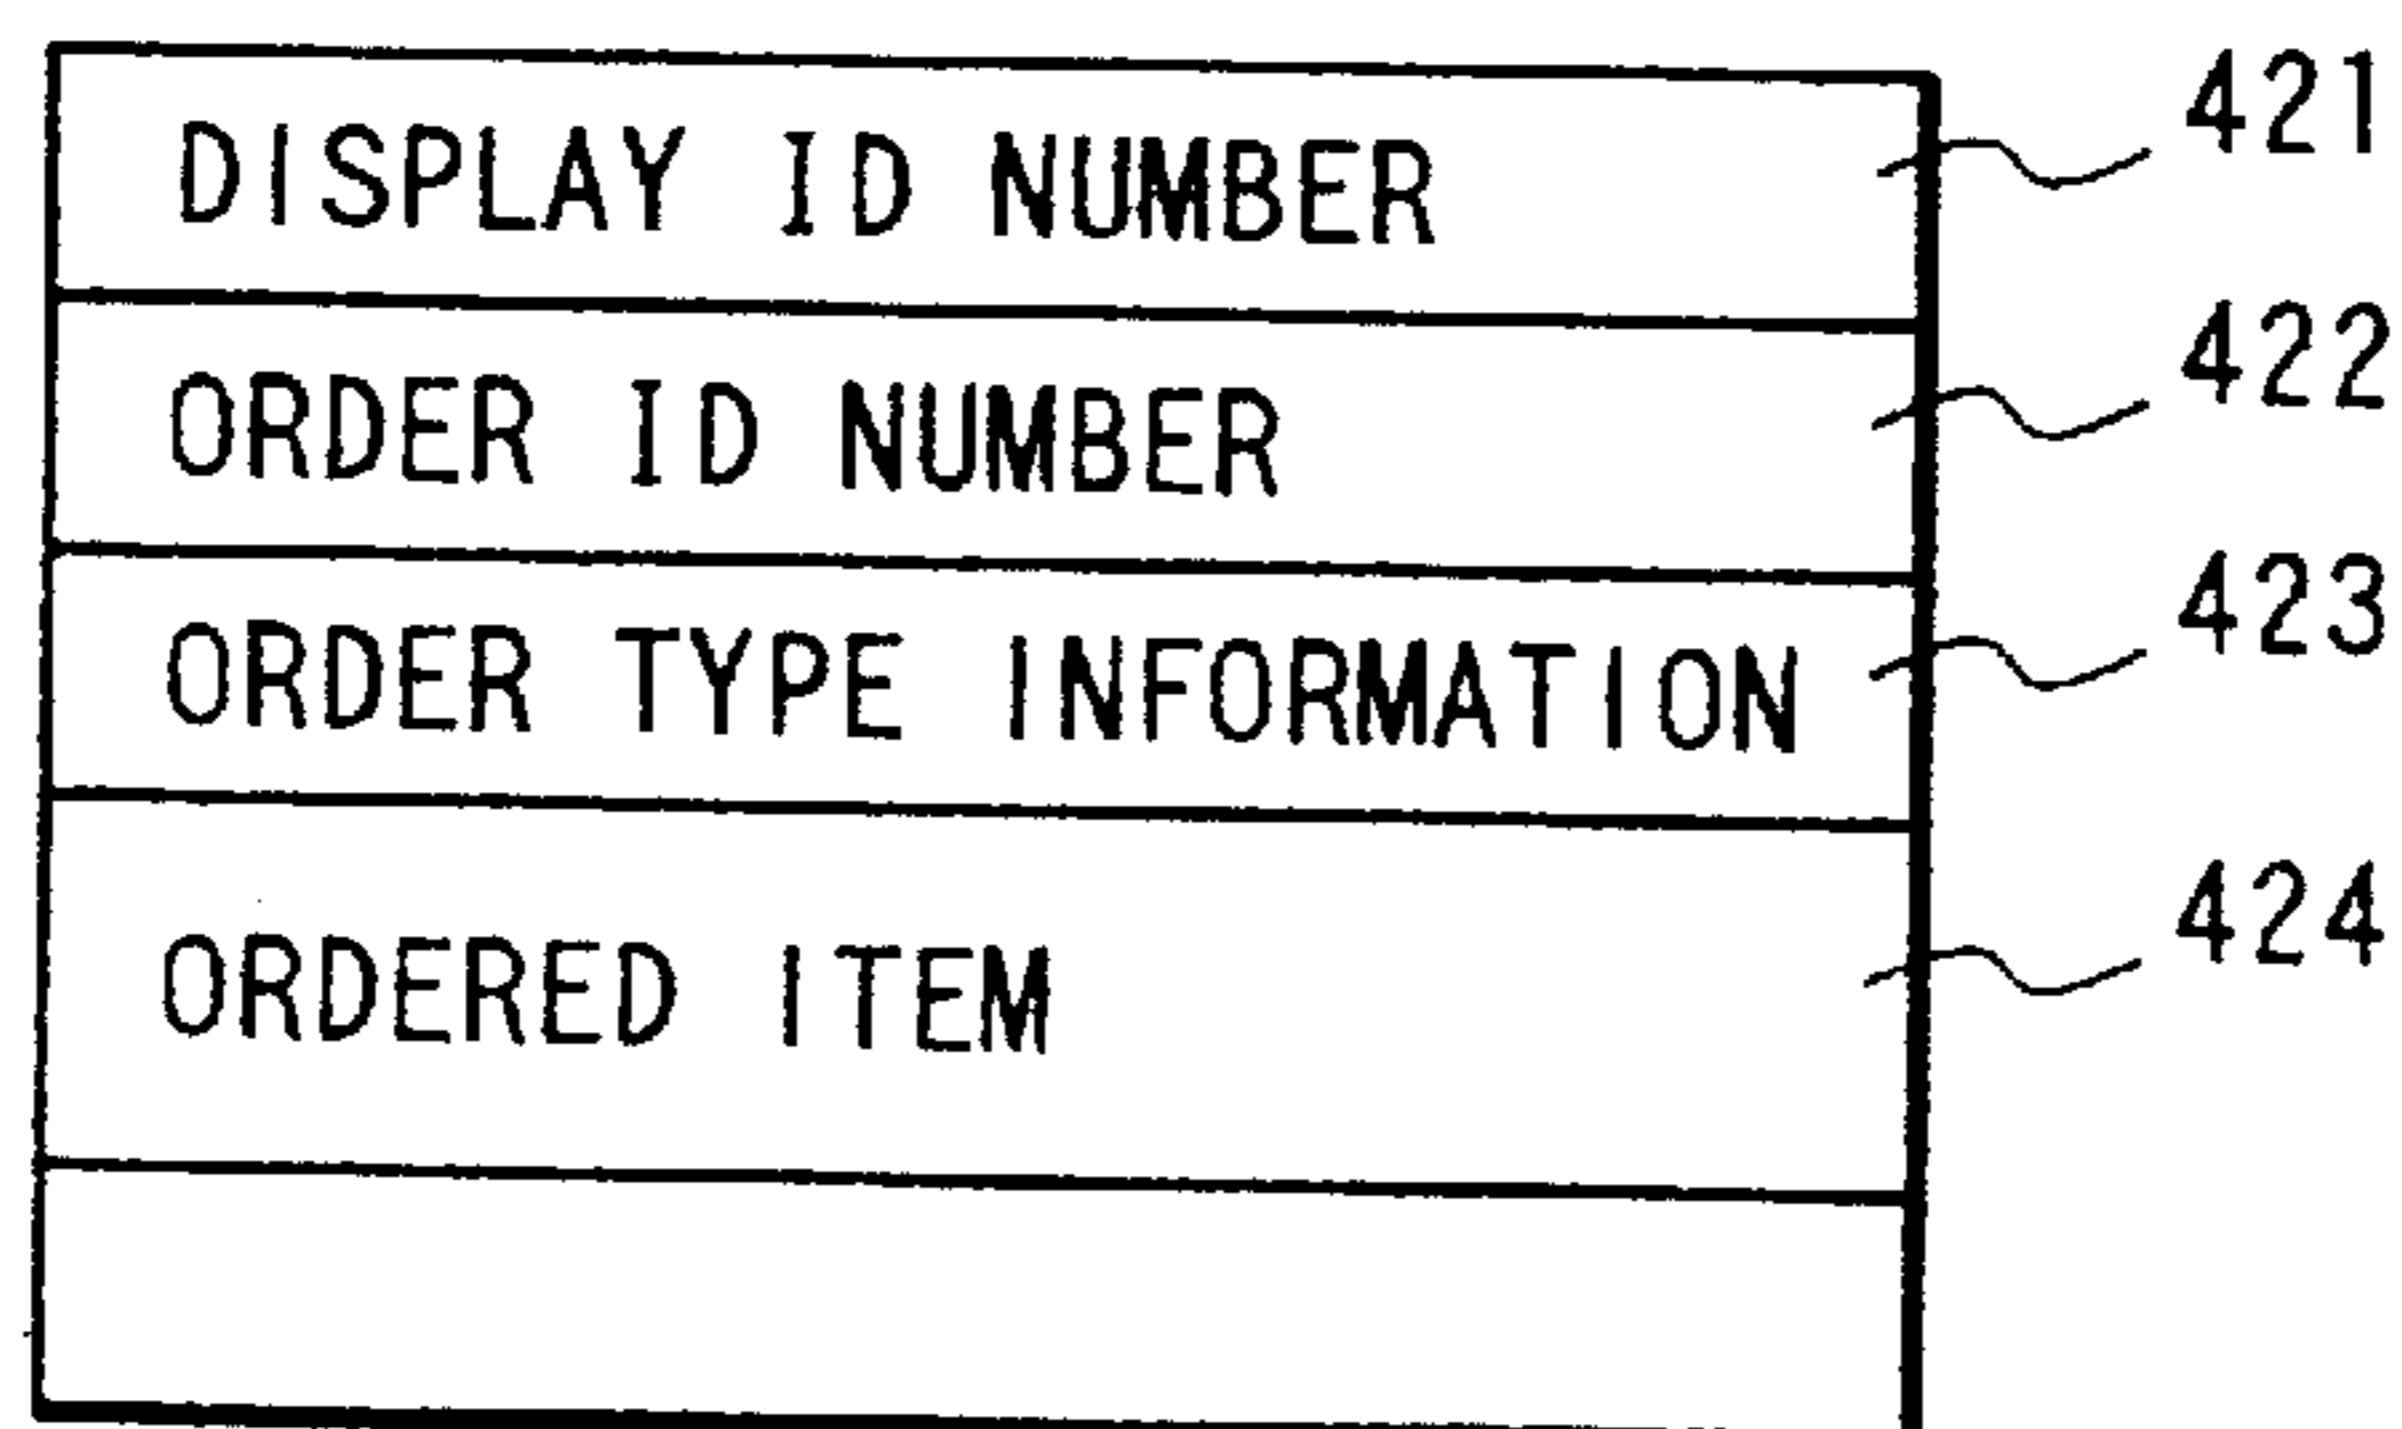 DISPLAY ID NUMBER 421
ORDER ID NUMBER 422
ORDER TYPE INFORMATION 423
ORDERED ITEM 424